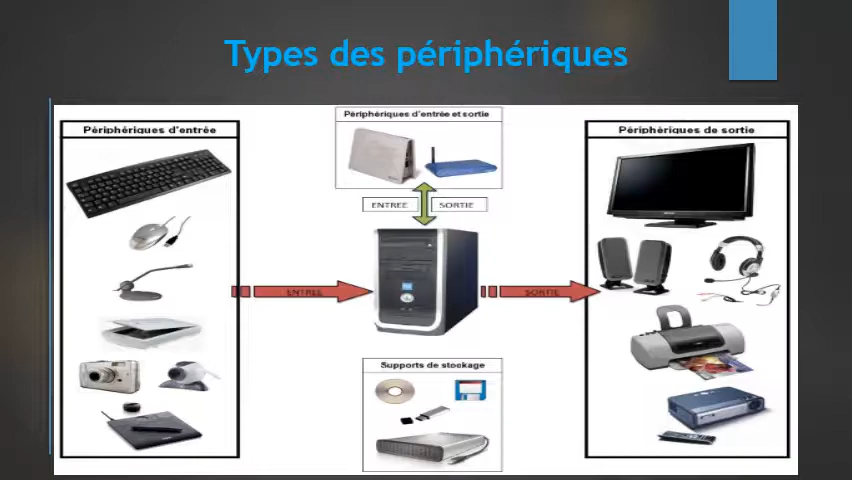 Types des périphériques
Périphériques d'entrée
Périphériques d'entrée et sortie
Périphériques de sortie
ENTREE
SORTIE
ENTREE
SORTIE
Supports de stockage